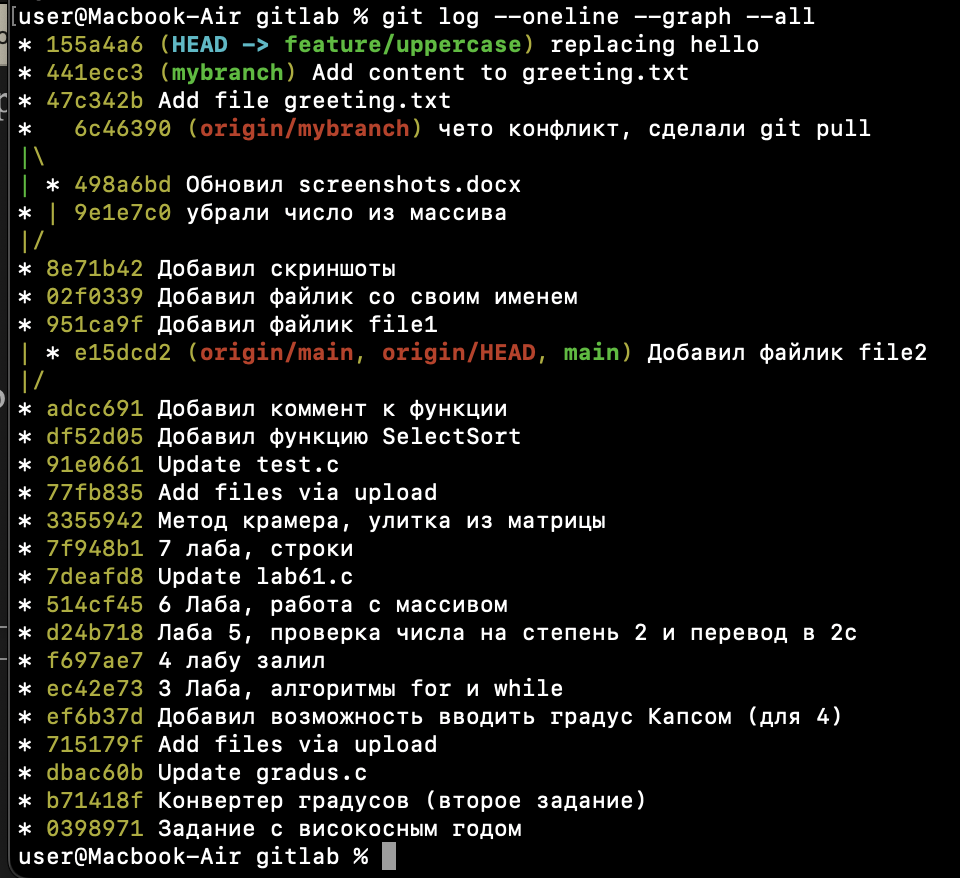 [user@Macbook-Air gitlab % git log --oneline --graph --all
* 155a4a6 (HEAD -> feature/uppercase) replacing hello
* 441ecc3 (mybranch) Add content to greeting.txt
* 47c342b Add file greeting.txt
*   6c46390 (origin/mybranch) чето конфликт, сделали git pull
|\
| * 498a6bd Обновил screenshots.docx
* | 9e1e7c0 убрали число из массива
|/
* 8e71b42 Добавил скриншоты
* 02f0339 Добавил файлик со своим именем
* 951ca9f Добавил файлик file1
| * e15dcd2 (origin/main, origin/HEAD, main) Добавил файлик file2
|/
* adcc691 Добавил коммент к функции
* df52d05 Добавил функцию SelectSort
* 91e0661 Update test.c
* 77fb835 Add files via upload
* 3355942 Метод крамера, улитка из матрицы
* 7f948b1 7 лаба, строки
* 7deafd8 Update lab61.c
* 514cf45 6 Лаба, работа с массивом
* d24b718 Лаба 5, проверка числа на степень 2 и перевод в 2с
* f697ae7 4 лабу залил
* ec42e73 3 Лаба, алгоритмы for и while
* ef6b37d Добавил возможность вводить градус Капсом (для 4)
* 715179f Add files via upload
* dbac60b Update gradus.c
* b71418f Конвертер градусов (второе задание)
* 0398971 Задание с високосным годом
user@Macbook-Air gitlab %